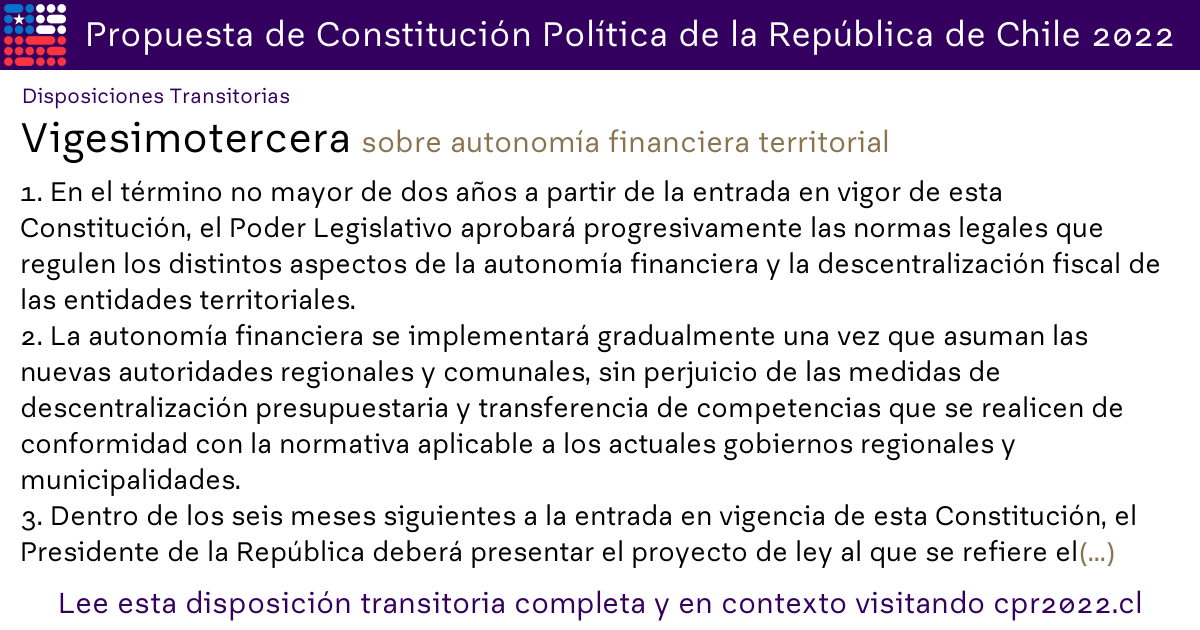 Propuesta de Constitución Política de la República de Chile 2022
Disposiciones Transitorias
Vigesimotercera sobre autonomía financiera territorial
1. En el término no mayor de dos años a partir de la entrada en vigor de esta
Constitución, el Poder Legislativo aprobará progresivamente las normas legales que
regulen los distintos aspectos de la autonomía financiera y la descentralización fiscal de
las entidades territoriales.
2. La autonomía financiera se implementará gradualmente una vez que asuman las
nuevas autoridades regionales y comunales, sin perjuicio de las medidas de
descentralización presupuestaria y transferencia de competencias que se realicen de
conformidad con la normativa aplicable a los actuales gobiernos regionales y
municipalidades.
3. Dentro de los seis meses siguientes a la entrada en vigencia de esta Constitución, el
Presidente de la República deberá presentar el proyecto de ley al que se refiere el(...)
Lee esta disposición transitoria completa y en contexto visitando cpr2022.cl